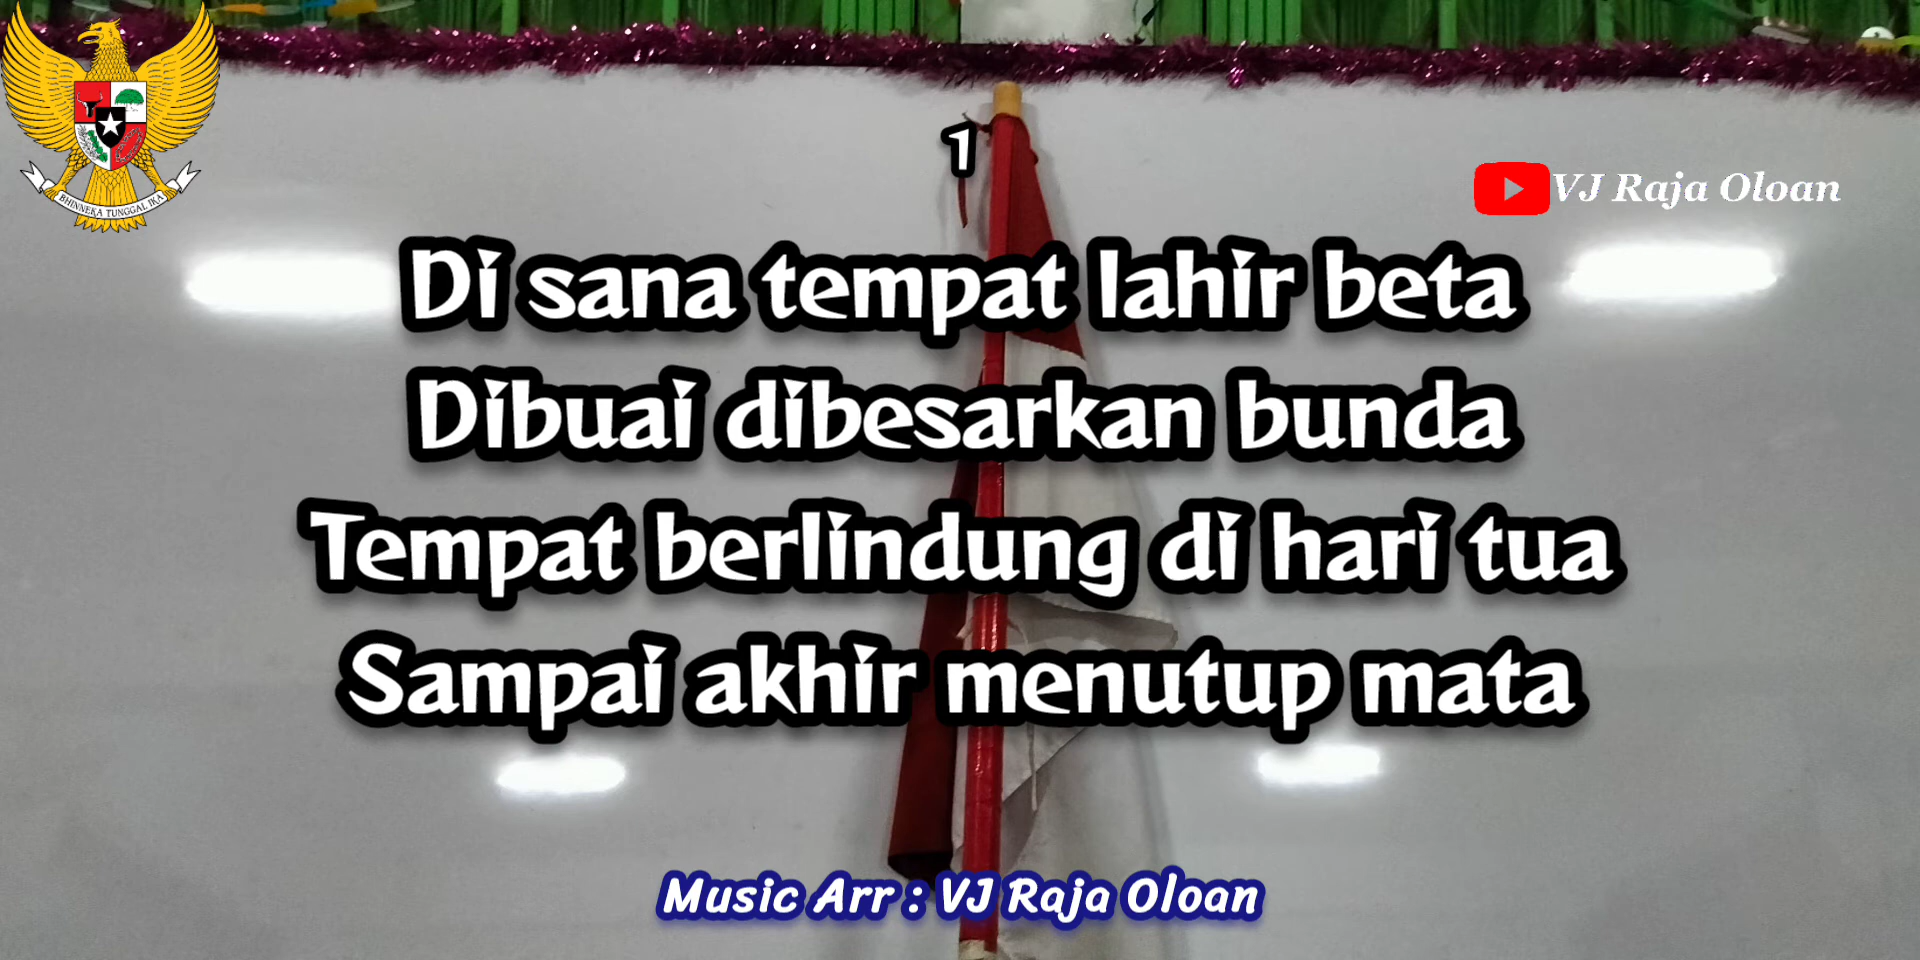 BHINNEKA TUNGGAL IKA
1
VJ Raja Oloan
Di sana tempat lahir beta
Dibuai dibesarkan bunda
Tempat berlindung di hari tua
Sampai akhir menutup mata
Music Arr : VJ Raja Oloan